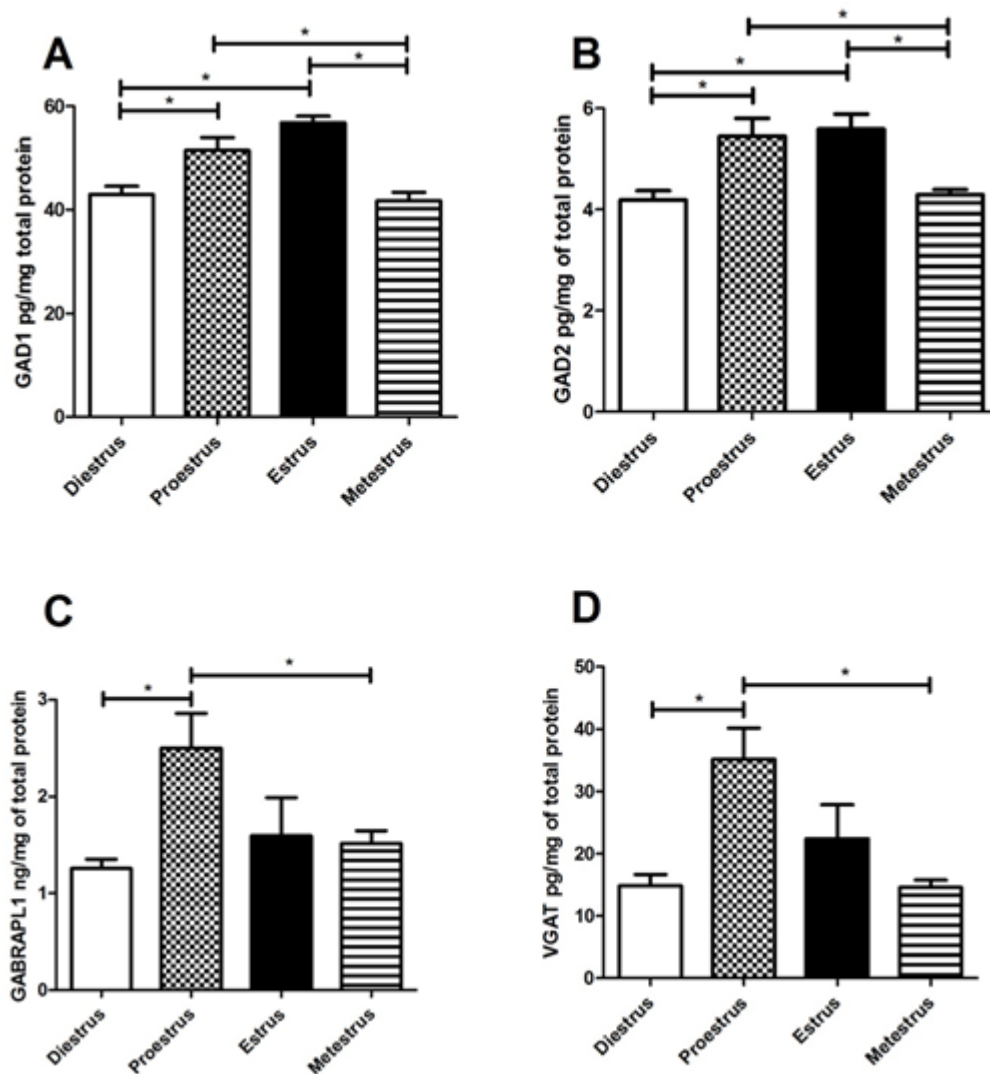 A
*
*
*
*
GAD1 pg/mg total protein
60
40
20
0
Diestrus
Proestrus
Estrus
Metestrus
B
*
*
*
*
GAD2 pg/mg of total protein
6
4
2
0
Diestrus
Proestrus
Estrus
Metestrus
C
*
*
GABRAPL1 ng/mg of total protein
3
2
1
0
Diestrus
Proestrus
Estrus
Metestrus
D
*
*
VGAT pg/mg of total protein
50
40
30
20
10
0
Diestrus
Proestrus
Estrus
Metestrus